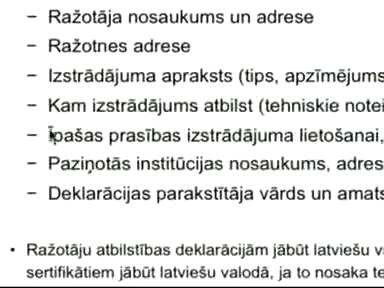 – Ražotāja nosaukums un adrese
– Ražotnes adrese
– Izstrādājuma apraksts (tips, apzīmējums
– Kam izstrādājums atbilst (tehniskie notei
– Īpašas prasības izstrādājuma lietošanai,
– Paziņotās institūcijas nosaukums, adres
– Deklarācijas parakstītāja vārds un amats
• Ražotāju atbilstības deklarācijām jābūt latviešu v
sertifikātiem jābūt latviešu valodā, ja to nosaka te